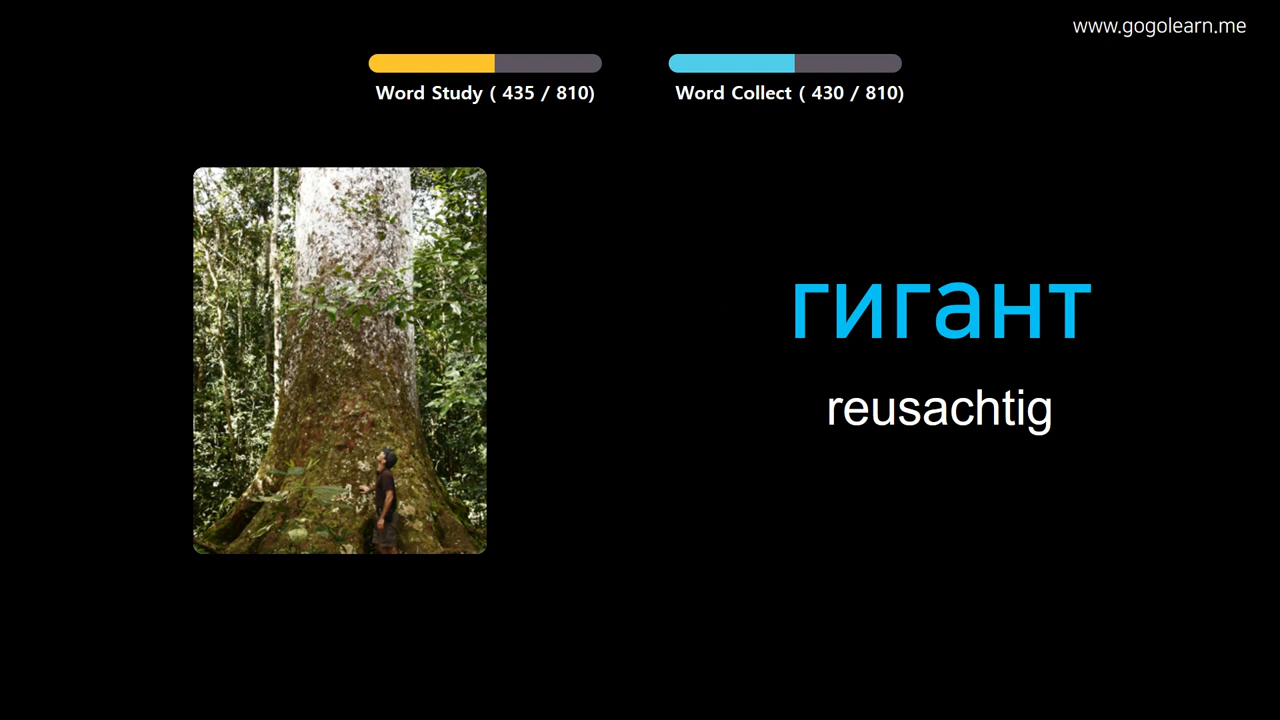 www.gogolearn.me
Word Study ( 435 / 810)
Word Collect ( 430 / 810)
гигант
reusachtig